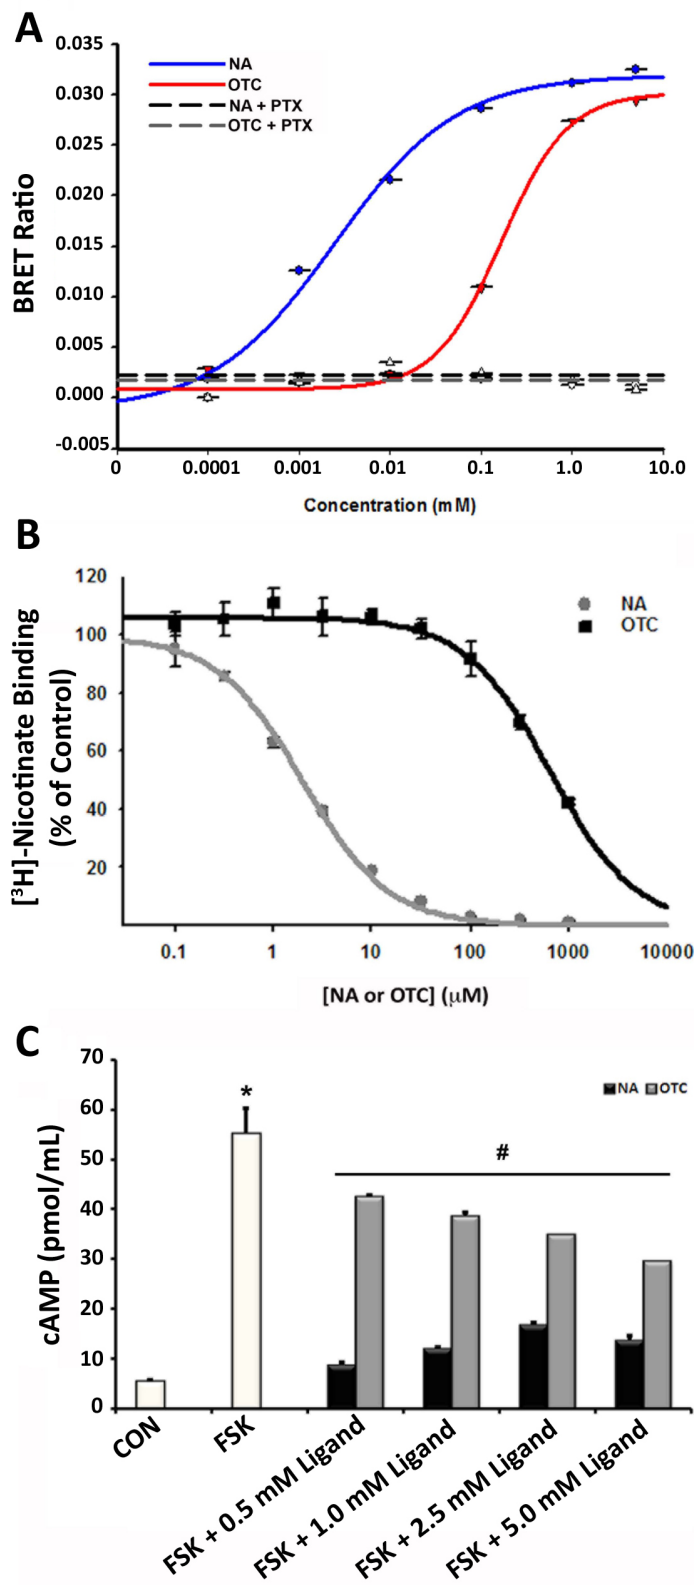 A
0.035
0.030
0.025
0.020
0.015
0.010
0.005
0.000
-0.005
BRET Ratio
NA
OTC
NA + PTX
OTC + PTX
0 0.0001 0.001 0.01 0.1 1.0 10.0
Concentration (mM)
B
120
100
80
60
40
20
[³H]-Nicotinate Binding
(% of Control)
NA
OTC
0.1 1 10 100 1000 10000
[NA or OTC] (µM)
C
70
60
50
40
30
20
10
0
cAMP (pmol/mL)
*
#
NA OTC
CON
FSK
FSK + 0.5 mM Ligand
FSK + 1.0 mM Ligand
FSK + 2.5 mM Ligand
FSK + 5.0 mM Ligand